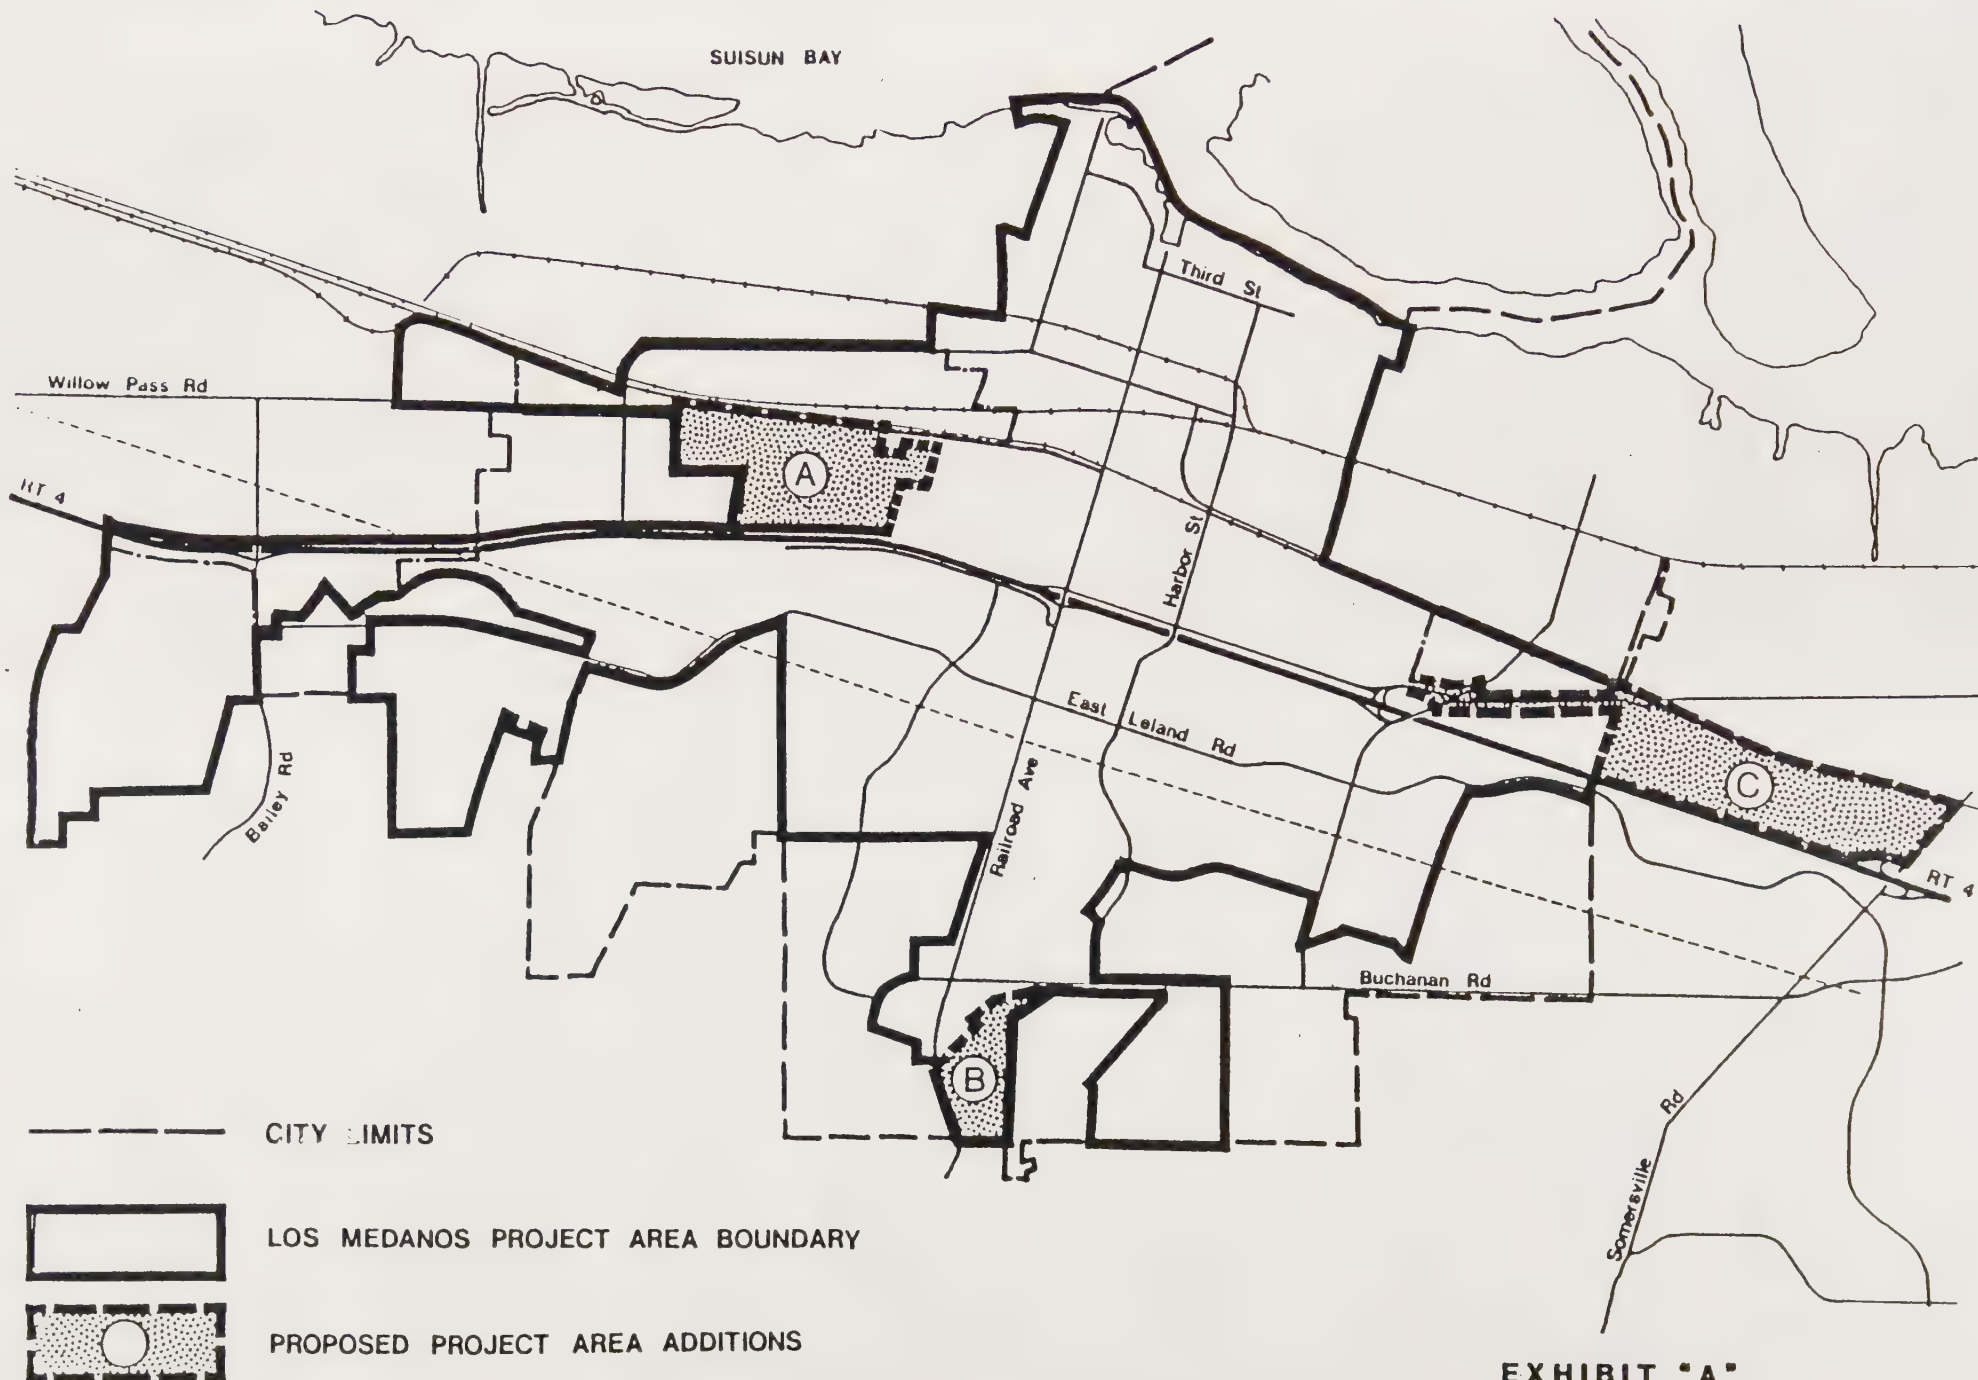 SUISUN BAY
Third St
Willow Pass Rd
A
RT 4
Harbor St
East Leland Rd
C
Bailey Rd
Railroad Ave
RT 4
Buchanan Rd
B
Rd
Somersville
CITY LIMITS
LOS MEDANOS PROJECT AREA BOUNDARY
PROPOSED PROJECT AREA ADDITIONS
EXHIBIT "A"